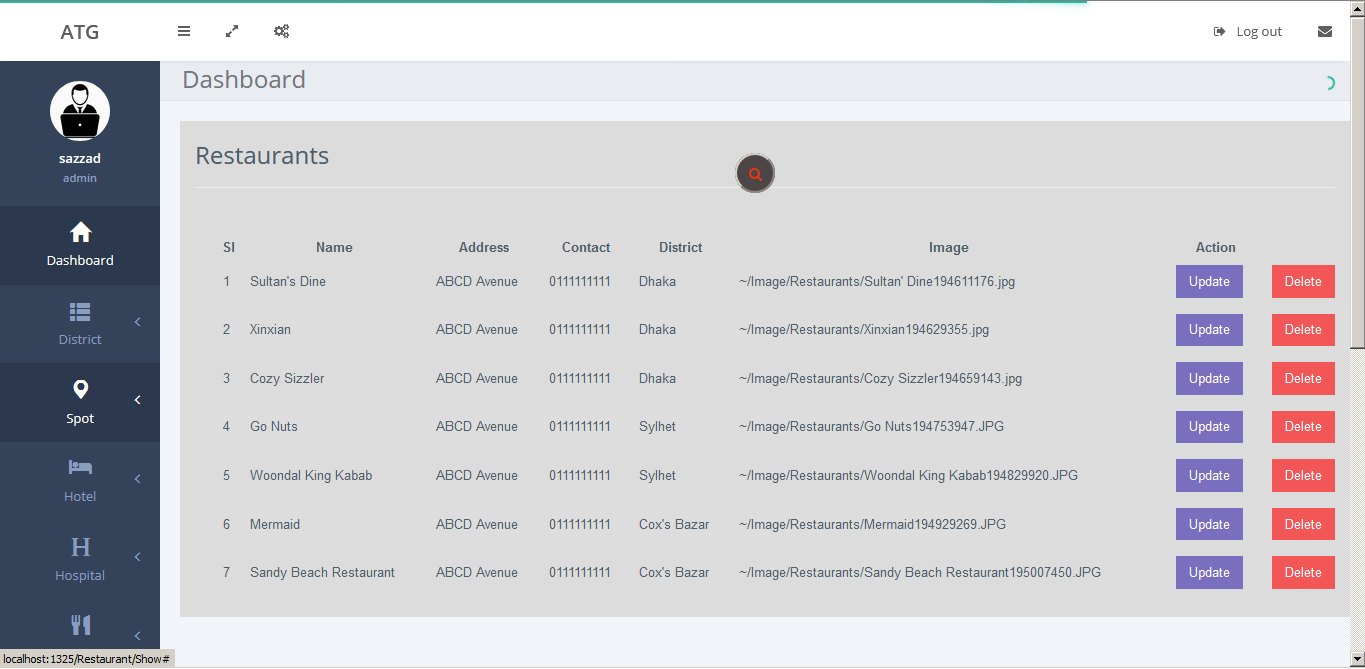 ATG
Log out
sazzad
admin
Dashboard
District
Spot
Hotel
Hospital
Dashboard
Restaurants
Sl Name Address Contact District Image Action
1 Sultan's Dine ABCD Avenue 0111111111 Dhaka ~/Image/Restaurants/Sultan' Dine194611176.jpg Update Delete
2 Xinxian ABCD Avenue 0111111111 Dhaka ~/Image/Restaurants/Xinxian194629355.jpg Update Delete
3 Cozy Sizzler ABCD Avenue 0111111111 Dhaka ~/Image/Restaurants/Cozy Sizzler194659143.jpg Update Delete
4 Go Nuts ABCD Avenue 0111111111 Sylhet ~/Image/Restaurants/Go Nuts194753947.JPG Update Delete
5 Woondal King Kabab ABCD Avenue 0111111111 Sylhet ~/Image/Restaurants/Woondal King Kabab194829920.JPG Update Delete
6 Mermaid ABCD Avenue 0111111111 Cox's Bazar ~/Image/Restaurants/Mermaid194929269.JPG Update Delete
7 Sandy Beach Restaurant ABCD Avenue 0111111111 Cox's Bazar ~/Image/Restaurants/Sandy Beach Restaurant195007450.JPG Update Delete
localhost:1325/Restaurant/Show#